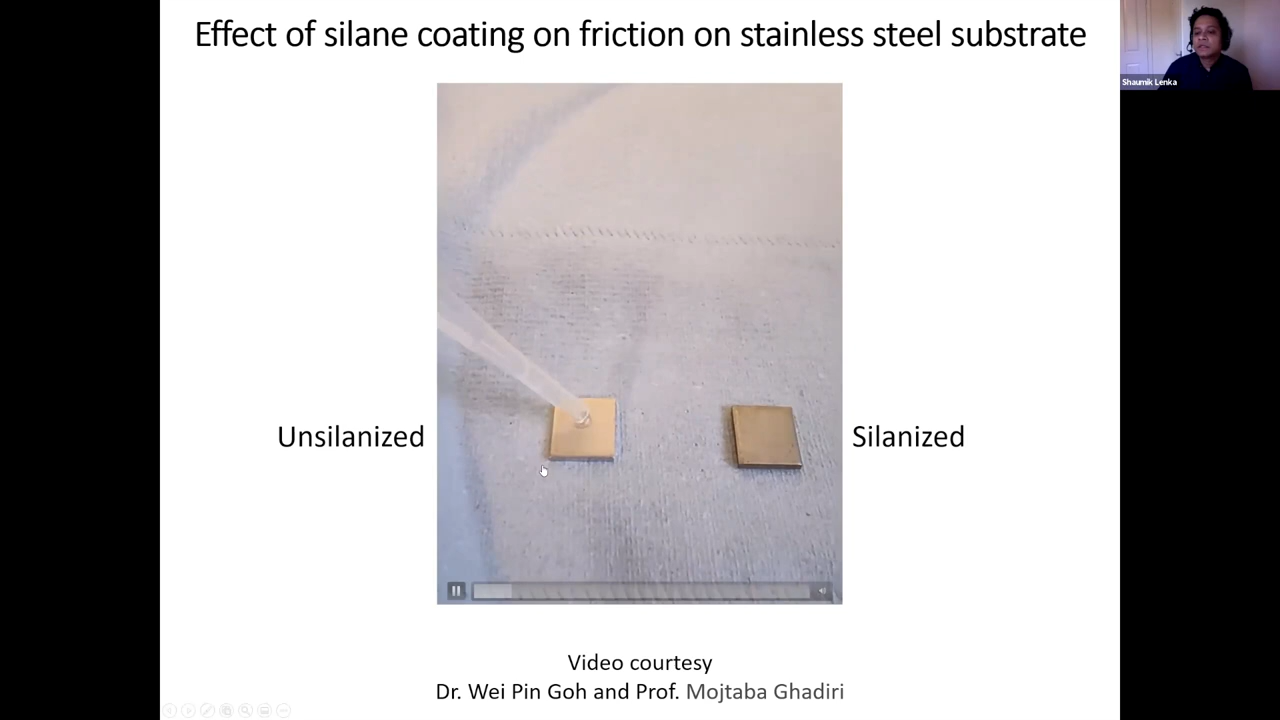 Effect of silane coating on friction on stainless steel substrate
Shaumik Lenka
Unsilanized
Silanized
Video courtesy
Dr. Wei Pin Goh and Prof. Mojtaba Ghadiri